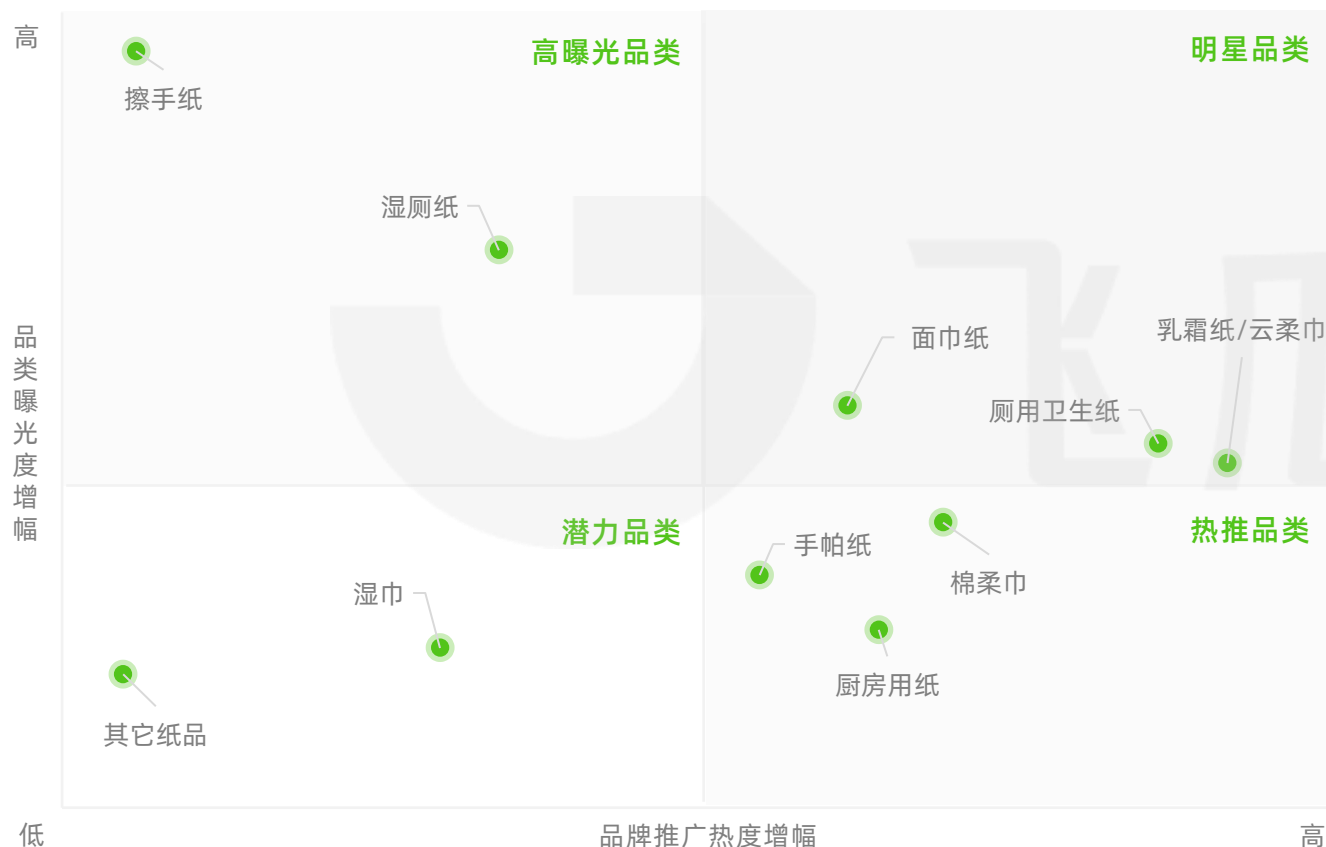 高
高曝光品类
明星品类
擦手纸
湿厕纸
面巾纸
乳霜纸/云柔巾
厕用卫生纸
品类曝光度增幅
潜力品类
热推品类
手帕纸
棉柔巾
湿巾
厨房用纸
其它纸品
低
品牌推广热度增幅
高